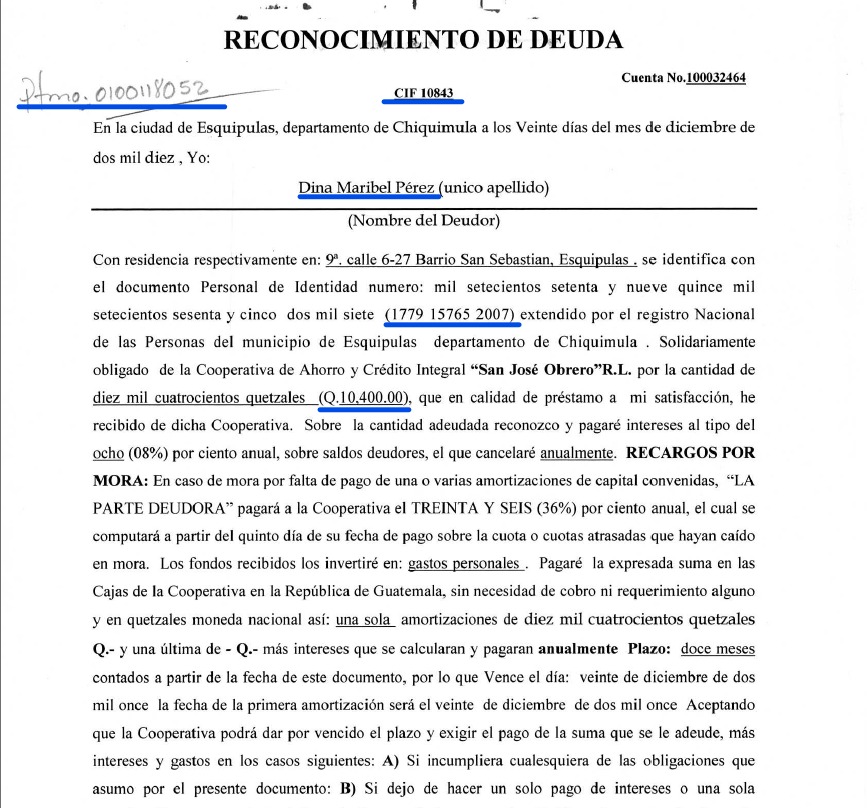 RECONOCIMIENTO DE DEUDA
Ptmo. 0100118052
Cuenta No.100032464
CIF 10843
En la ciudad de Esquipulas, departamento de Chiquimula a los Veinte días del mes de diciembre de
dos mil diez , Yo:
Dina Maribel Pérez (unico apellido)
(Nombre del Deudor)
Con residencia respectivamente en: 9ª. calle 6-27 Barrio San Sebastian, Esquipulas . se identifica con
el documento Personal de Identidad numero: mil setecientos setenta y nueve quince mil
setecientos sesenta y cinco dos mil siete (1779 15765 2007) extendido por el registro Nacional
de las Personas del municipio de Esquipulas departamento de Chiquimula . Solidariamente
obligado de la Cooperativa de Ahorro y Crédito Integral “San José Obrero”R.L. por la cantidad de
diez mil cuatrocientos quetzales (Q.10,400.00), que en calidad de préstamo a mi satisfacción, he
recibido de dicha Cooperativa. Sobre la cantidad adeudada reconozco y pagaré intereses al tipo del
ocho (08%) por ciento anual, sobre saldos deudores, el que cancelaré anualmente. RECARGOS POR
MORA: En caso de mora por falta de pago de una o varias amortizaciones de capital convenidas, “LA
PARTE DEUDORA” pagará a la Cooperativa el TREINTA Y SEIS (36%) por ciento anual, el cual se
computará a partir del quinto día de su fecha de pago sobre la cuota o cuotas atrasadas que hayan caído
en mora. Los fondos recibidos los invertiré en: gastos personales . Pagaré la expresada suma en las
Cajas de la Cooperativa en la República de Guatemala, sin necesidad de cobro ni requerimiento alguno
y en quetzales moneda nacional así: una sola amortizaciones de diez mil cuatrocientos quetzales
Q.- y una última de - Q.- más intereses que se calcularan y pagaran anualmente Plazo: doce meses
contados a partir de la fecha de este documento, por lo que Vence el día: veinte de diciembre de dos
mil once la fecha de la primera amortización será el veinte de diciembre de dos mil once Aceptando
que la Cooperativa podrá dar por vencido el plazo y exigir el pago de la suma que se le adeude, más
intereses y gastos en los casos siguientes: A) Si incumpliera cualesquiera de las obligaciones que
asumo por el presente documento: B) Si dejo de hacer un solo pago de intereses o una sola